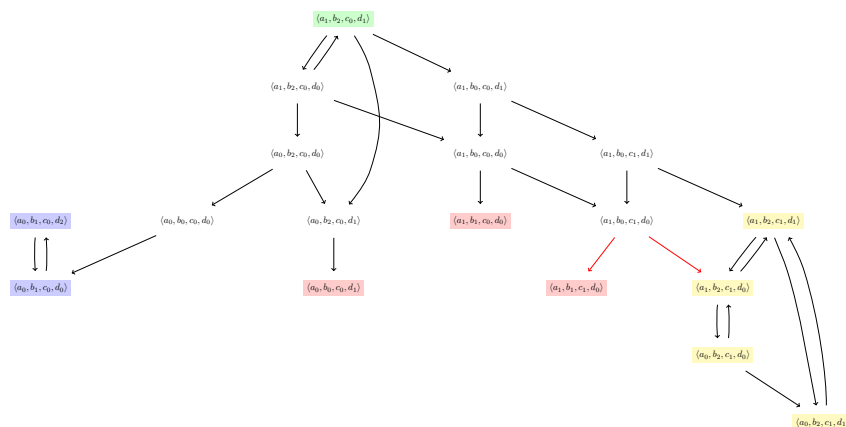 ⟨a₁, b₂, c₀, d₁⟩
⟨a₁, b₂, c₀, d₀⟩
⟨a₁, b₀, c₀, d₁⟩
⟨a₀, b₂, c₀, d₀⟩
⟨a₁, b₀, c₀, d₀⟩
⟨a₁, b₀, c₁, d₁⟩
⟨a₀, b₁, c₀, d₂⟩
⟨a₀, b₀, c₀, d₀⟩
⟨a₀, b₂, c₀, d₁⟩
⟨a₁, b₁, c₀, d₀⟩
⟨a₁, b₀, c₁, d₀⟩
⟨a₁, b₂, c₁, d₁⟩
⟨a₀, b₁, c₀, d₀⟩
⟨a₀, b₀, c₀, d₁⟩
⟨a₁, b₁, c₁, d₀⟩
⟨a₁, b₂, c₁, d₀⟩
⟨a₀, b₂, c₁, d₀⟩
⟨a₀, b₂, c₁, d₁